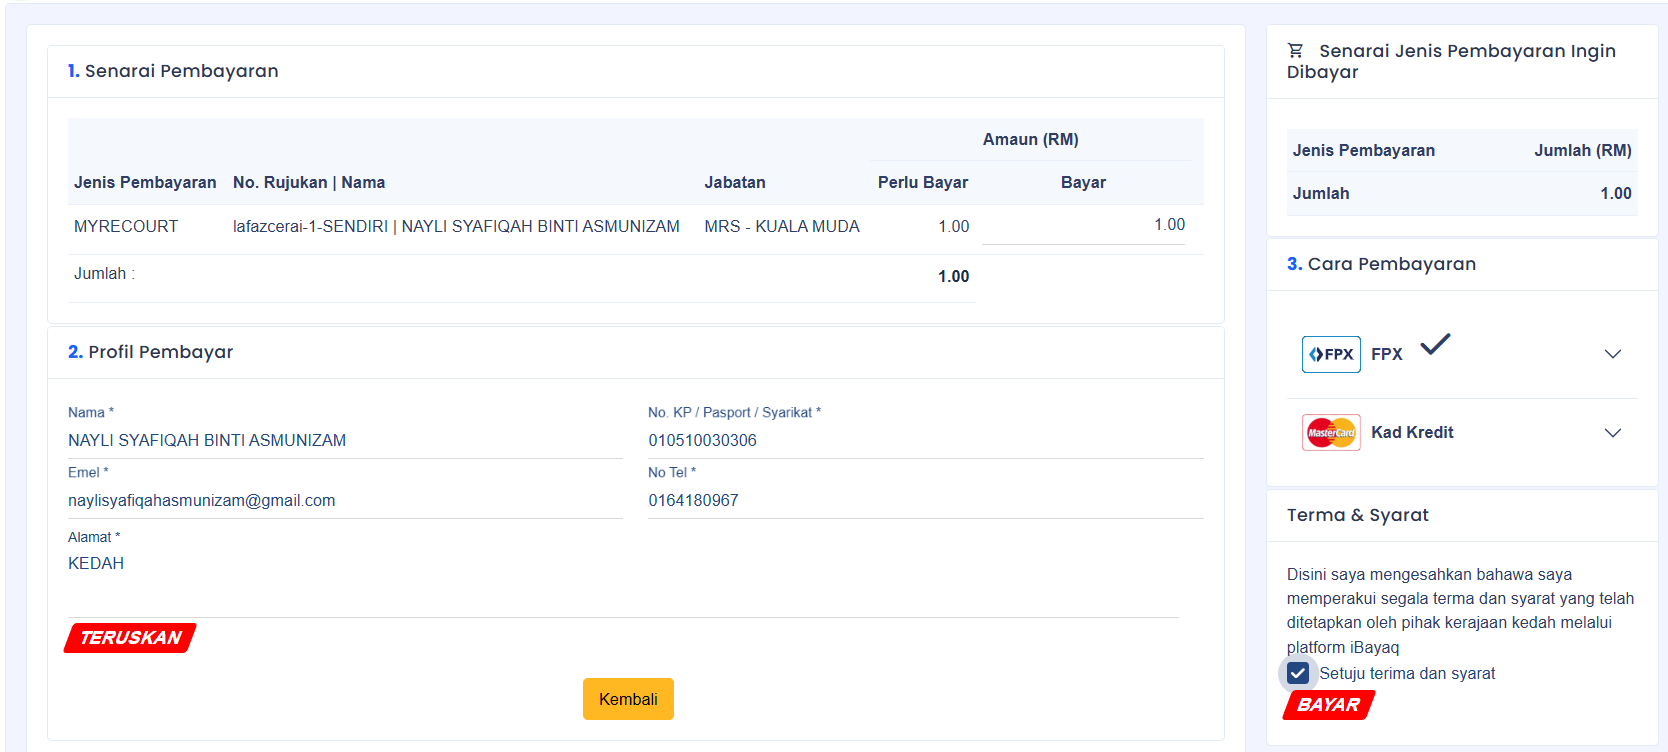 1. Senarai Pembayaran
Amaun (RM)
Jenis Pembayaran No. Rujukan | Nama Jabatan Perlu Bayar Bayar
MYRECOURT lafazcerai-1-SENDIRI | NAYLI SYAFIQAH BINTI ASMUNIZAM MRS - KUALA MUDA 1.00 1.00
Jumlah : 1.00
2. Profil Pembayar
Nama * No. KP / Pasport / Syarikat *
NAYLI SYAFIQAH BINTI ASMUNIZAM 010510030306
Emel * No Tel *
naylisyafiqahasmunizam@gmail.com 0164180967
Alamat *
KEDAH
TERUSKAN
Kembali
Senarai Jenis Pembayaran Ingin
Dibayar
Jenis Pembayaran Jumlah (RM)
Jumlah 1.00
3. Cara Pembayaran
FPX FPX
MasterCard Kad Kredit
Terma & Syarat
Disini saya mengesahkan bahawa saya
memperakui segala terma dan syarat yang telah
ditetapkan oleh pihak kerajaan kedah melalui
platform iBayaq
Setuju terima dan syarat
BAYAR